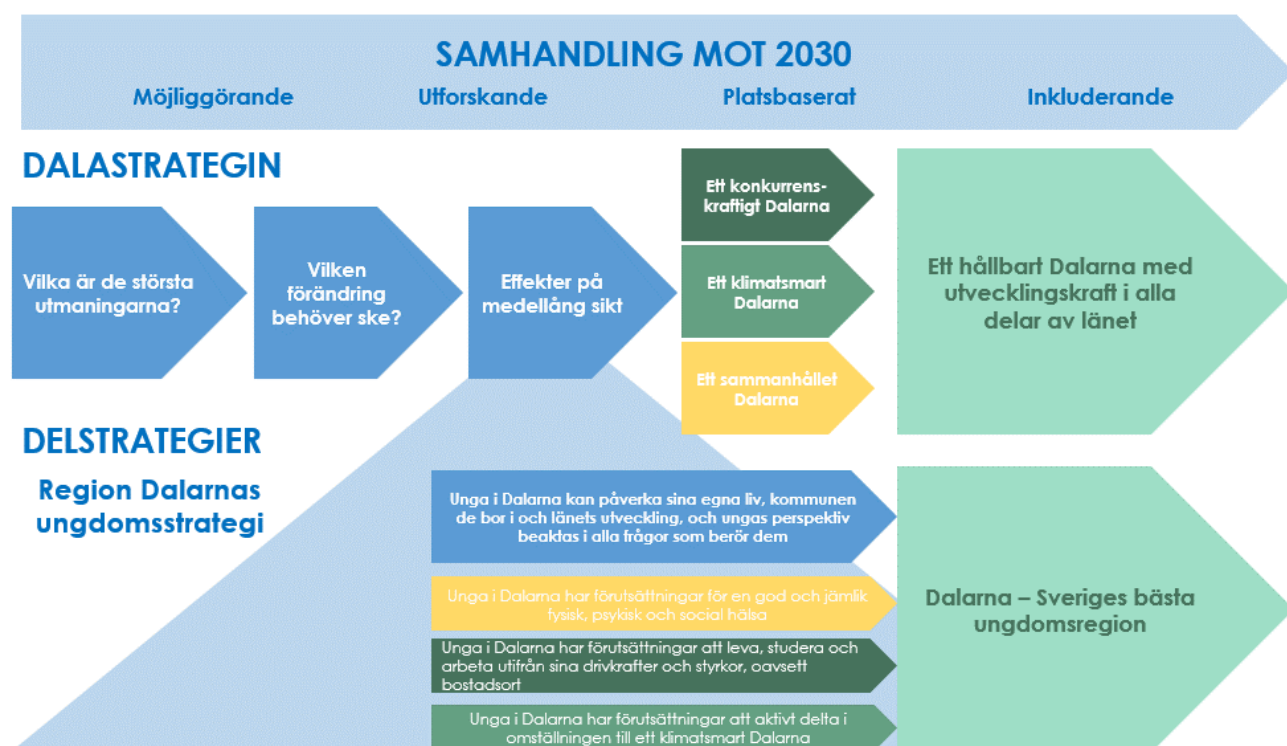 SAMHANDLING MOT 2030
Möjliggörande
Utforskande
Platsbaserat
Inkluderande
DALASTRATEGIN
Vilka är de största
utmaningarna?
Vilken
förändring
behöver ske?
Effekter på
medellång sikt
Ett konkurrens-
kraftigt Dalarna
Ett klimatsmart
Dalarna
Ett sammanhållet
Dalarna
Ett hållbart Dalarna med
utvecklingskraft i alla
delar av länet
DELSTRATEGIER
Region Dalarnas
ungdomsstrategi
Unga i Dalarna kan påverka sina egna liv, kommunen
de bor i och länets utveckling, och ungas perspektiv
beaktas i alla frågor som berör dem
Unga i Dalarna har förutsättningar för en god och jämlik
fysisk, psykisk och social hälsa
Unga i Dalarna har förutsättningar att leva, studera och
arbeta utifrån sina drivkrafter och styrkor, oavsett
bostadsort
Unga i Dalarna har förutsättningar att aktivt delta i
omställningen till ett klimatsmart Dalarna
Dalarna – Sveriges bästa
ungdomsregion